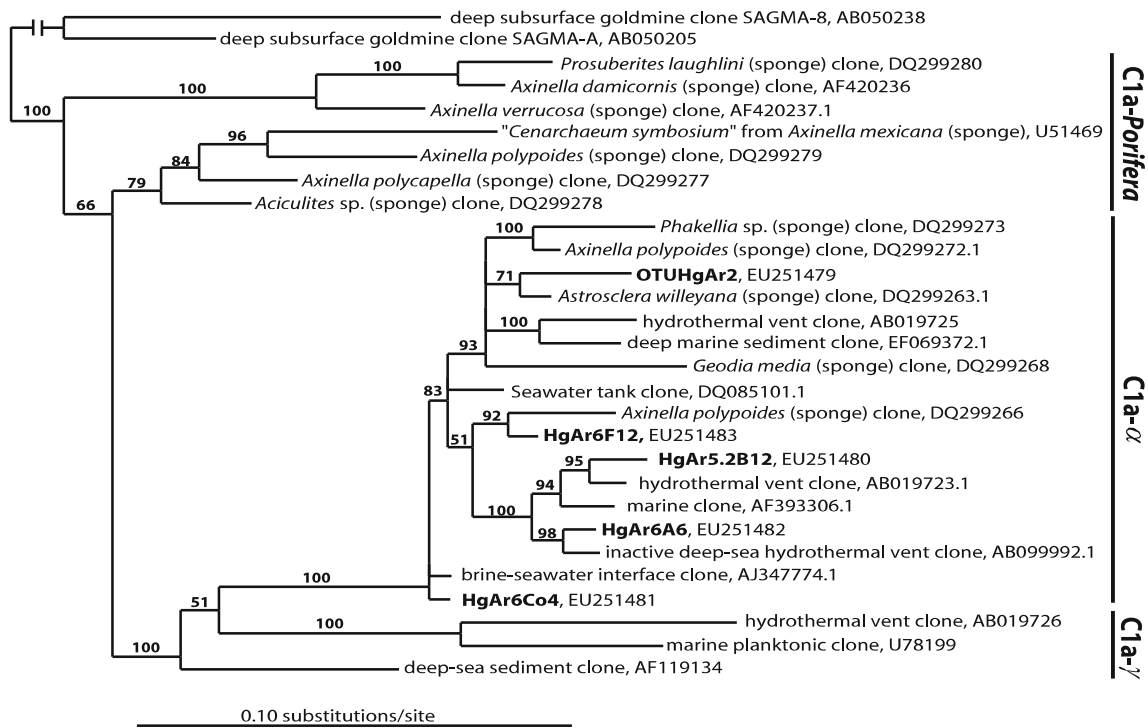 deep subsurface goldmine clone SAGMA-8, AB050238
deep subsurface goldmine clone SAGMA-A, AB050205
100
Prosuberites laughlini (sponge) clone, DQ299280
100
Axinella damicornis (sponge) clone, AF420236
100
Axinella verrucosa (sponge) clone, AF420237.1
96
"Cenarchaeum symbosium" from Axinella mexicana (sponge), U51469
84
Axinella polypoides (sponge) clone, DQ299279
79
Axinella polycapella (sponge) clone, DQ299277
66
Aciculites sp. (sponge) clone, DQ299278
C1a-Porifera
100
Phakellia sp. (sponge) clone, DQ299273
Axinella polypoides (sponge) clone, DQ299272.1
71
OTUHgAr2, EU251479
Astrosclera willeyana (sponge) clone, DQ299263.1
100
hydrothermal vent clone, AB019725
deep marine sediment clone, EF069372.1
93
Geodia media (sponge) clone, DQ299268
83
Seawater tank clone, DQ085101.1
92
Axinella polypoides (sponge) clone, DQ299266
51
HgAr6F12, EU251483
95
HgAr5.2B12, EU251480
94
hydrothermal vent clone, AB019723.1
marine clone, AF393306.1
100
HgAr6A6, EU251482
98
inactive deep-sea hydrothermal vent clone, AB099992.1
100
brine-seawater interface clone, AJ347774.1
HgAr6Co4, EU251481
C1a-α
51
100
hydrothermal vent clone, AB019726
marine planktonic clone, U78199
100
deep-sea sediment clone, AF119134
C1a-γ
0.10 substitutions/site